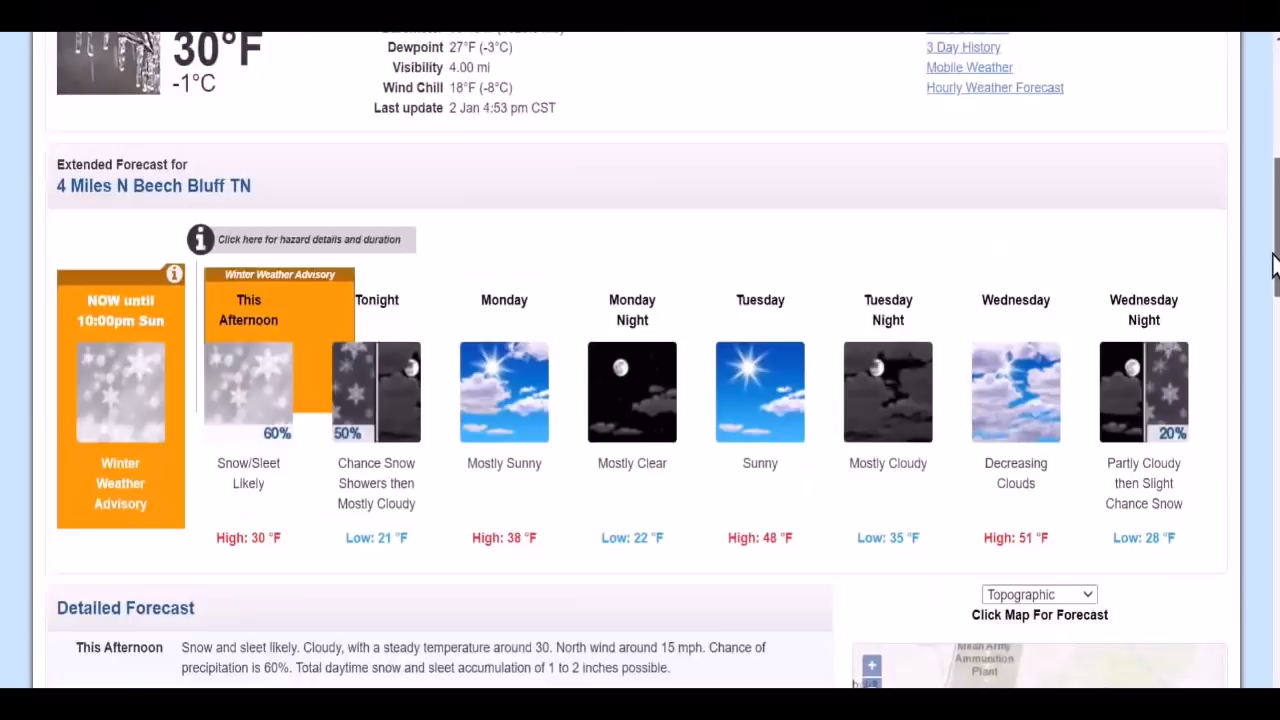 30°F
-1°C
Dewpoint 27°F (-3°C)
Visibility 4.00 mi
Wind Chill 18°F (-8°C)
Last update 2 Jan 4:53 pm CST
3 Day History
Mobile Weather
Hourly Weather Forecast
Extended Forecast for
4 Miles N Beech Bluff TN
Click here for hazard details and duration
NOW until
10:00pm Sun
Winter
Weather
Advisory
Winter Weather Advisory
This
Afternoon
60%
Snow/Sleet
Likely
High: 30 °F
Tonight
50%
Chance Snow
Showers then
Mostly Cloudy
Low: 21 °F
Monday
Mostly Sunny
High: 38 °F
Monday
Night
Mostly Clear
Low: 22 °F
Tuesday
Sunny
High: 48 °F
Tuesday
Night
Mostly Cloudy
Low: 35 °F
Wednesday
Decreasing
Clouds
High: 51 °F
Wednesday
Night
20%
Partly Cloudy
then Slight
Chance Snow
Low: 28 °F
Detailed Forecast
This Afternoon
Snow and sleet likely. Cloudy, with a steady temperature around 30. North wind around 15 mph. Chance of
precipitation is 60%. Total daytime snow and sleet accumulation of 1 to 2 inches possible.
Topographic
Click Map For Forecast
Milan Army
Ammunition
Plant
+